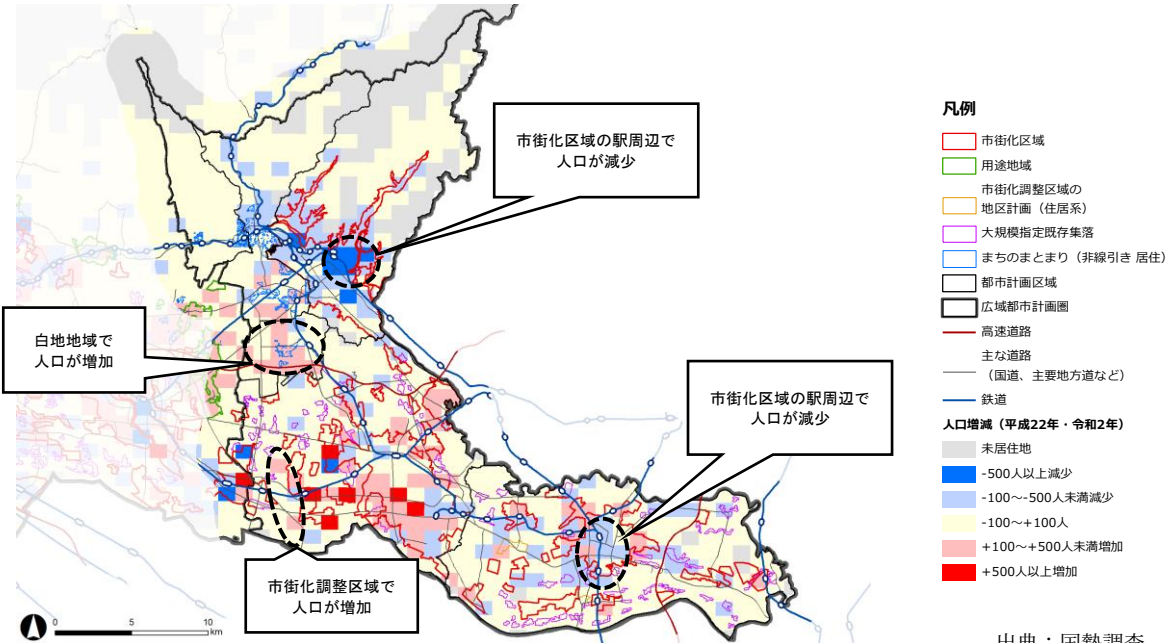 市街化区域の駅周辺で
人口が減少
白地地域で
人口が増加
市街化区域の駅周辺で
人口が減少
市街化調整区域で
人口が増加
0 5 10
km
凡例
市街化区域
用途地域
市街化調整区域の
地区計画（住居系）
大規模指定既存集落
まちのまとまり（非線引き 居住）
都市計画区域
広域都市計画圏
高速道路
主な道路
（国道、主要地方道など）
鉄道
人口増減（平成22年・令和2年）
未居住地
-500人以上減少
-100～-500人未満減少
-100～+100人
+100～+500人未満増加
+500人以上増加
出典：国勢調査